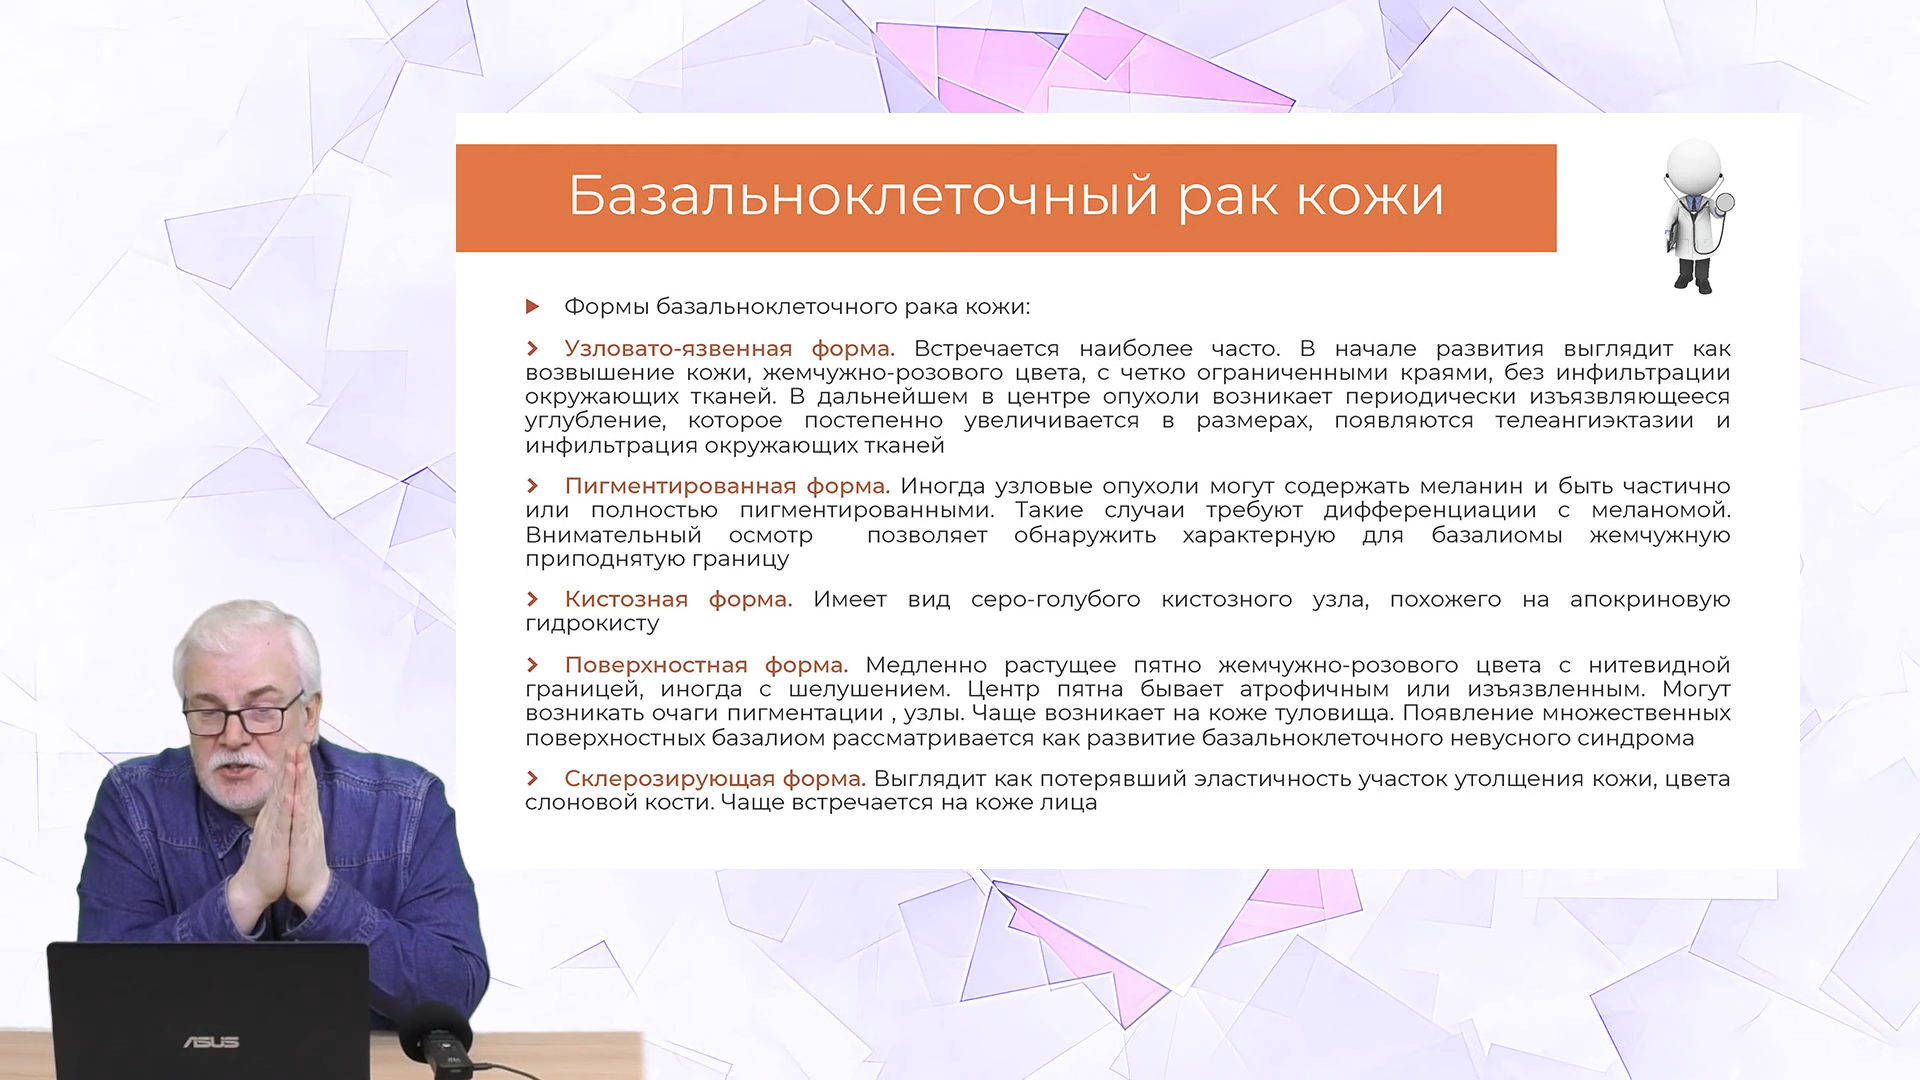 Базальноклеточный рак кожи
Формы базальноклеточного рака кожи:
Узловато-язвенная форма. Встречается наиболее часто. В начале развития выглядит как
возвышение кожи, жемчужно-розового цвета, с четко ограниченными краями, без инфильтрации
окружающих тканей. В дальнейшем в центре опухоли возникает периодически изъязвляющееся
углубление, которое постепенно увеличивается в размерах, появляются телеангиэктазии и
инфильтрация окружающих тканей
Пигментированная форма. Иногда узловые опухоли могут содержать меланин и быть частично
или полностью пигментированными. Такие случаи требуют дифференциации с меланомой.
Внимательный осмотр позволяет обнаружить характерную для базалиомы жемчужную
приподнятую границу
Кистозная форма. Имеет вид серо-голубого кистозного узла, похожего на апокриновую
гидрокисту
Поверхностная форма. Медленно растущее пятно жемчужно-розового цвета с нитевидной
границей, иногда с шелушением. Центр пятна бывает атрофичным или изъязвленным. Могут
возникать очаги пигментации , узлы. Чаще возникает на коже туловища. Появление множественных
поверхностных базалиом рассматривается как развитие базальноклеточного невусного синдрома
Склерозирующая форма. Выглядит как потерявший эластичность участок утолщения кожи, цвета
слоновой кости. Чаще встречается на коже лица
ASUS